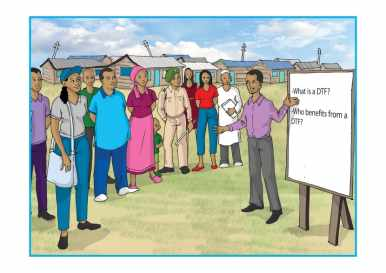 -What is a DTF?
-Who benefits from a
DTF?